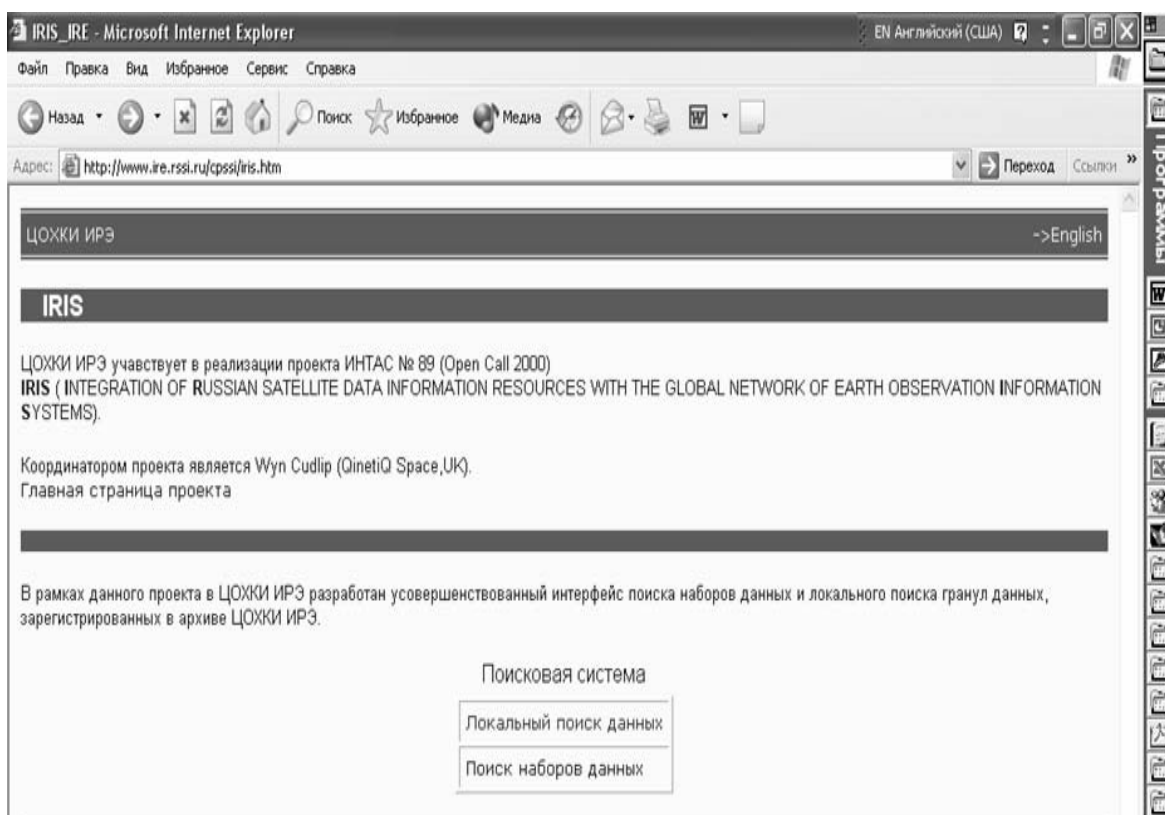 IRIS_IRE - Microsoft Internet Explorer
EN Английский (США)
Файл Правка Вид Избранное Сервис Справка
Назад Поиск Избранное Медиа
Адрес: http://www.ire.rssi.ru/cpssi/iris.htm Переход Ссылки »
Программы
ЦОХКИ ИРЭ ->English
IRIS
ЦОХКИ ИРЭ учавствует в реализации проекта ИНТАС № 89 (Open Call 2000)
IRIS ( INTEGRATION OF RUSSIAN SATELLITE DATA INFORMATION RESOURCES WITH THE GLOBAL NETWORK OF EARTH OBSERVATION INFORMATION
SYSTEMS).
Координатором проекта является Wyn Cudlip (QinetiQ Space,UK).
Главная страница проекта
В рамках данного проекта в ЦОХКИ ИРЭ разработан усовершенствованный интерфейс поиска наборов данных и локального поиска гранул данных,
зарегистрированных в архиве ЦОХКИ ИРЭ.
Поисковая система
Локальный поиск данных
Поиск наборов данных